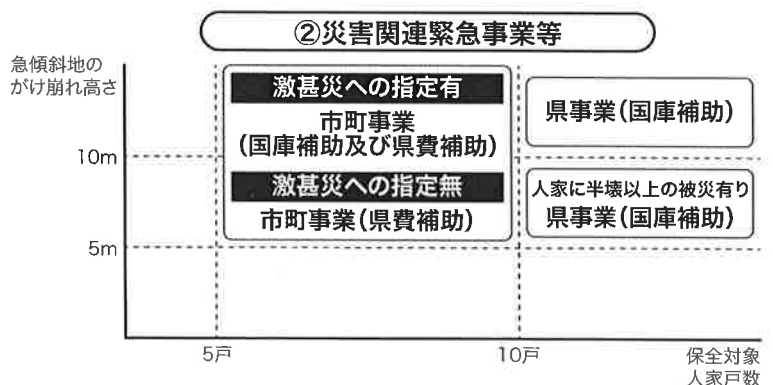 ②災害関連緊急事業等
急傾斜地の
がけ崩れ高さ
激甚災への指定有
市町事業
(国庫補助及び県費補助)
県事業(国庫補助)
10m
激甚災への指定無
市町事業(県費補助)
人家に半壊以上の被災有り
県事業(国庫補助)
5m
5戸
10戸
保全対象
人家戸数